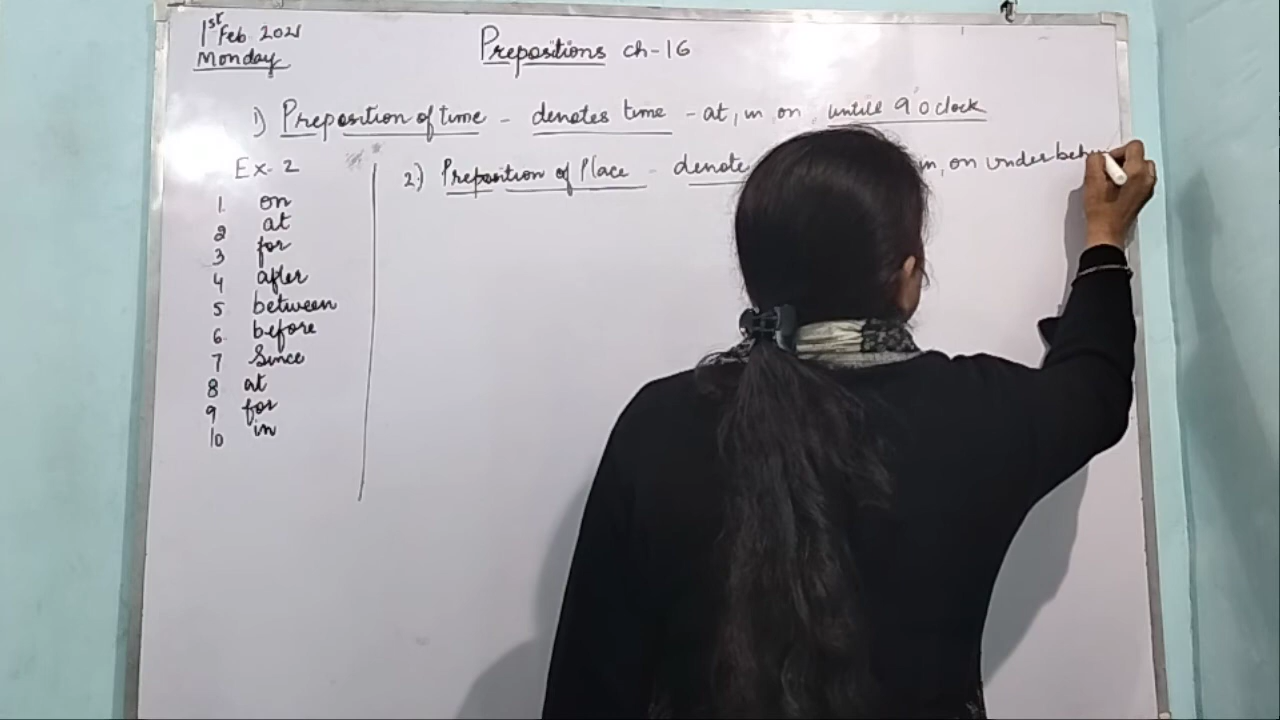 1st Feb 2021
Monday
Prepositions ch-16
1) Preposition of time - denotes time - at, in, on, untill 9'o clock
Ex-2
2) Preposition of Place - denote in, on under
1. on
2 at
3 for
4 after
5 between
6. before
7 Since
8 at
9 for
10 in